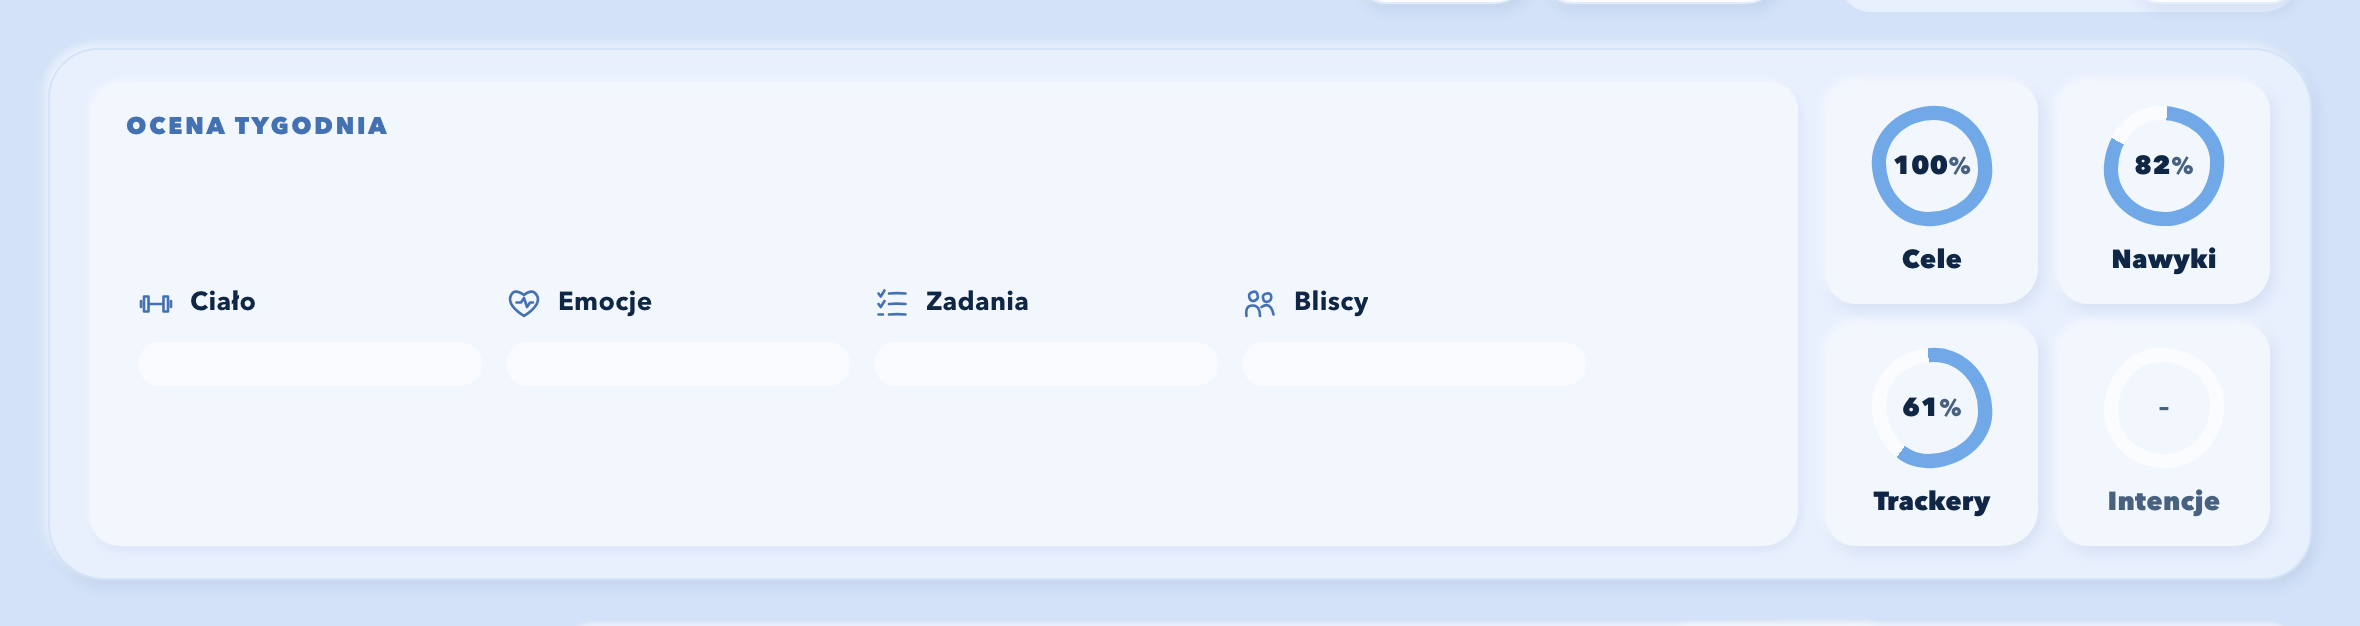 OCENA TYGODNIA
Ciało
Emocje
Zadania
Bliscy
100%
Cele
82%
Nawyki
61%
Trackery
-
Intencje